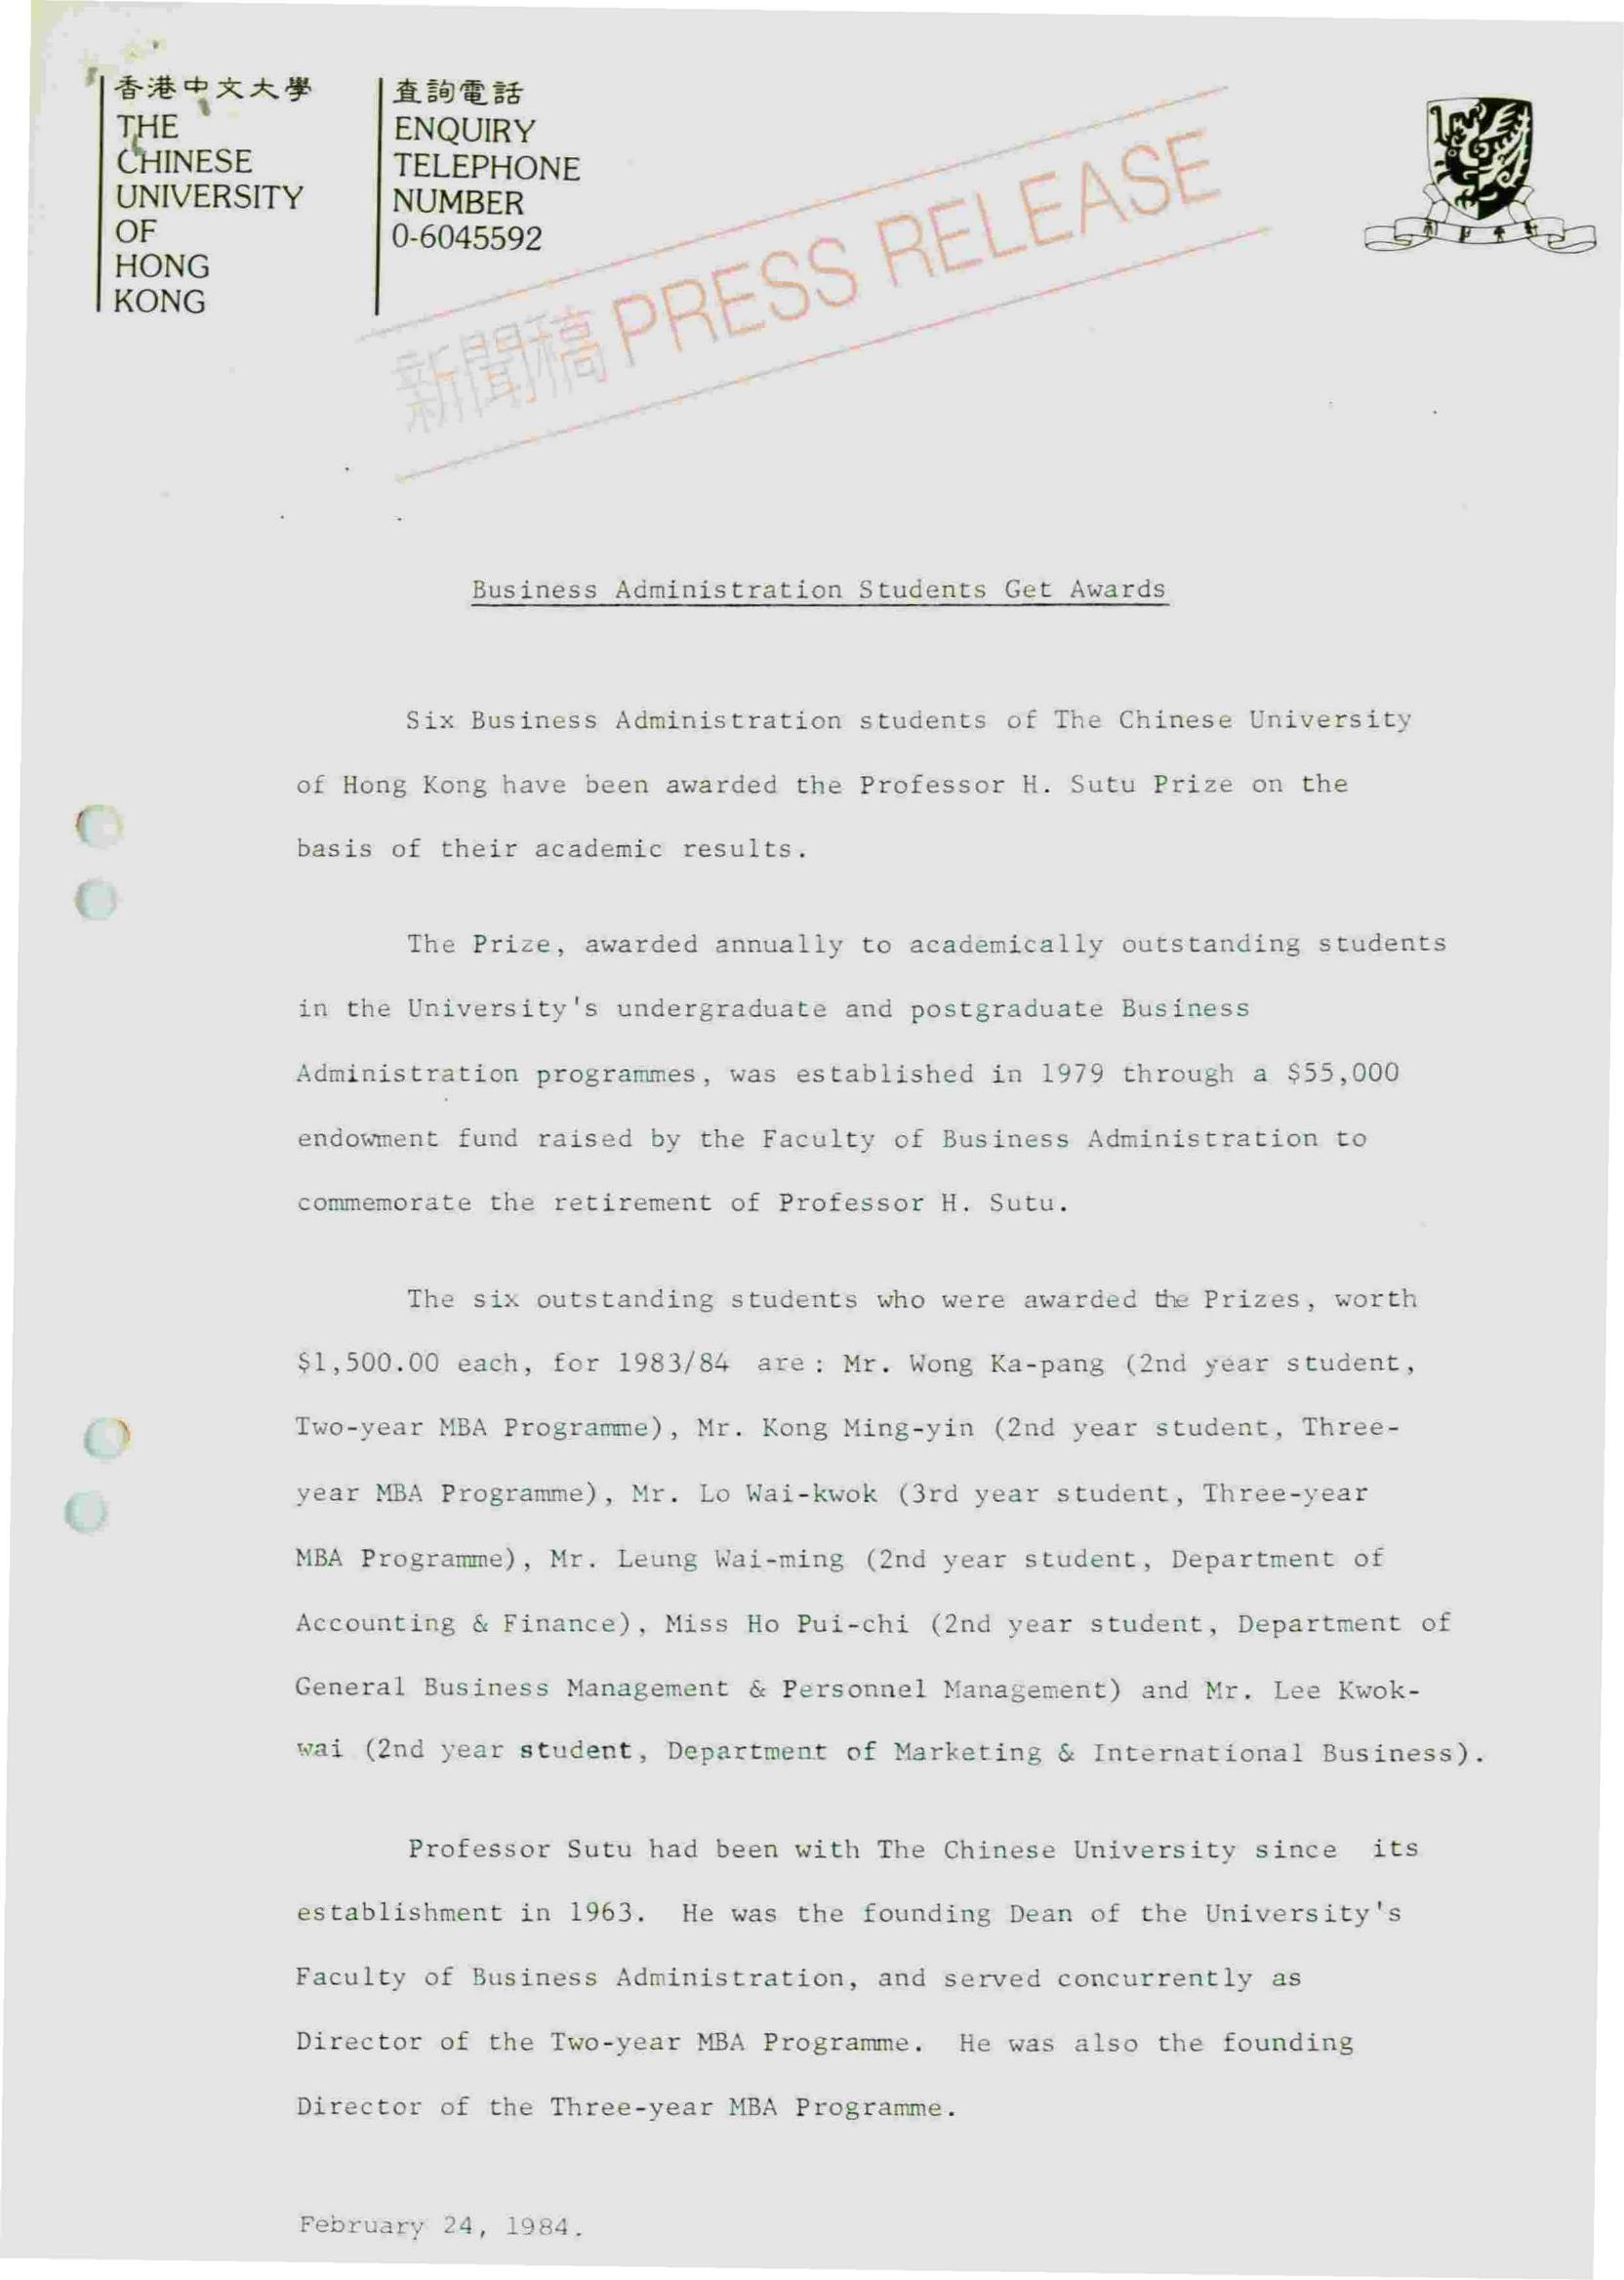 香港中文大學
THE
CHINESE
UNIVERSITY
OF
HONG
KONG
查詢電話
ENQUIRY
TELEPHONE
NUMBER
0-6045592
新聞稿 PRESS RELEASE
Business Administration Students Get Awards
Six Business Administration students of The Chinese University
of Hong Kong have been awarded the Professor H. Sutu Prize on the
basis of their academic results.
The Prize, awarded annually to academically outstanding students
in the University's undergraduate and postgraduate Business
Administration programmes, was established in 1979 through a $55,000
endowment fund raised by the Faculty of Business Administration to
commemorate the retirement of Professor H. Sutu.
The six outstanding students who were awarded the Prizes, worth
$1,500.00 each, for 1983/84 are : Mr. Wong Ka-pang (2nd year student,
Two-year MBA Programme), Mr. Kong Ming-yin (2nd year student, Three-
year MBA Programme), Mr. Lo Wai-kwok (3rd year student, Three-year
MBA Programme), Mr. Leung Wai-ming (2nd year student, Department of
Accounting & Finance), Miss Ho Pui-chi (2nd year student, Department of
General Business Management & Personnel Management) and Mr. Lee Kwok-
wai (2nd year student, Department of Marketing & International Business).
Professor Sutu had been with The Chinese University since its
establishment in 1963. He was the founding Dean of the University's
Faculty of Business Administration, and served concurrently as
Director of the Two-year MBA Programme. He was also the founding
Director of the Three-year MBA Programme.
February 24, 1984.